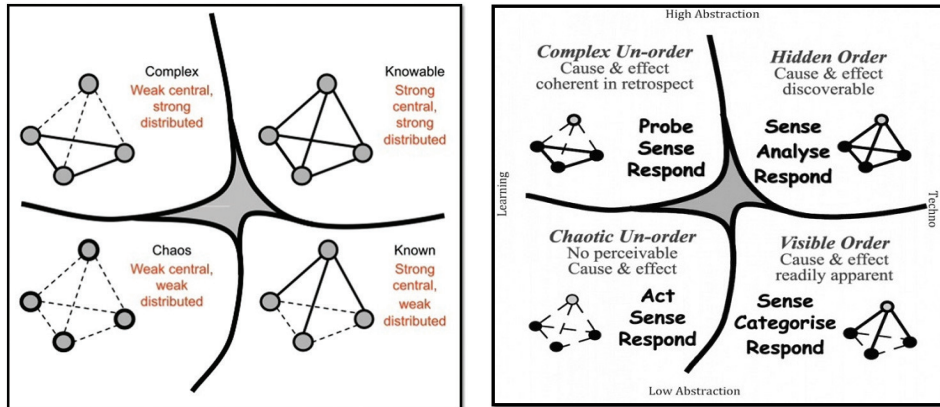 Complex
Weak central,
strong
distributed
Knowable
Strong
central,
strong
distributed
Chaos
Weak central,
weak
distributed
Known
Strong
central,
weak
distributed
High Abstraction
Complex Un-order
Cause & effect
coherent in retrospect
Probe
Sense
Respond
Hidden Order
Cause & effect
discoverable
Sense
Analyse
Respond
Learning
Techno
Chaotic Un-order
No perceivable
Cause & effect
Act
Sense
Respond
Visible Order
Cause & effect
readily apparent
Sense
Categorise
Respond
Low Abstraction